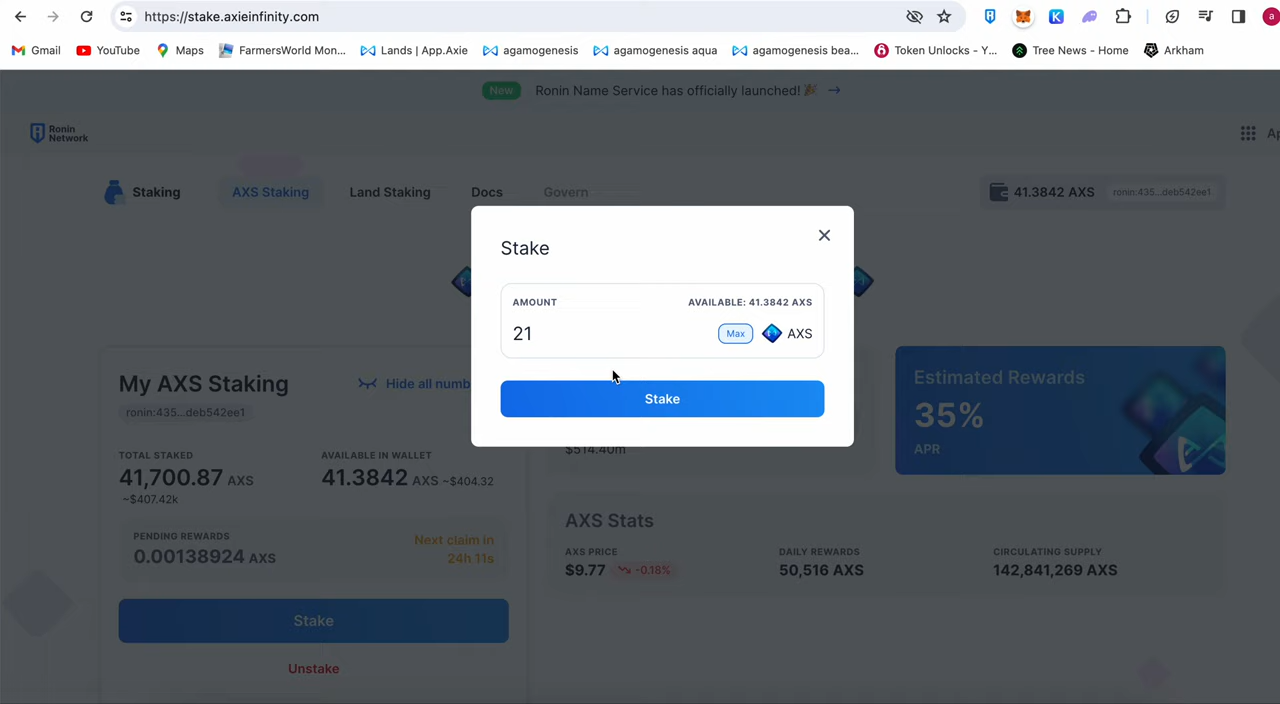 https://stake.axieinfinity.com
a
Gmail YouTube Maps FarmersWorld Mon... Lands | App.Axie agamogenesis agamogenesis aqua agamogenesis bea... Token Unlocks - Y... Tree News - Home Arkham
New Ronin Name Service has officially launched! 🎉 →
Ronin
Network
Staking AXS Staking Land Staking Docs Govern 41.3842 AXS ronin:435...deb542ee1
Stake
AMOUNT AVAILABLE: 41.3842 AXS
21 Max AXS
Stake
My AXS Staking Hide all numb
ronin:435...deb542ee1
TOTAL STAKED AVAILABLE IN WALLET
41,700.87 AXS 41.3842 AXS ~$404.32
~$407.42k
PENDING REWARDS
0.00138924 AXS
Next claim in
24h 11s
Stake
Unstake
$514.40m
Estimated Rewards
35%
APR
AXS Stats
AXS PRICE DAILY REWARDS CIRCULATING SUPPLY
$9.77 -0.18% 50,516 AXS 142,841,269 AXS